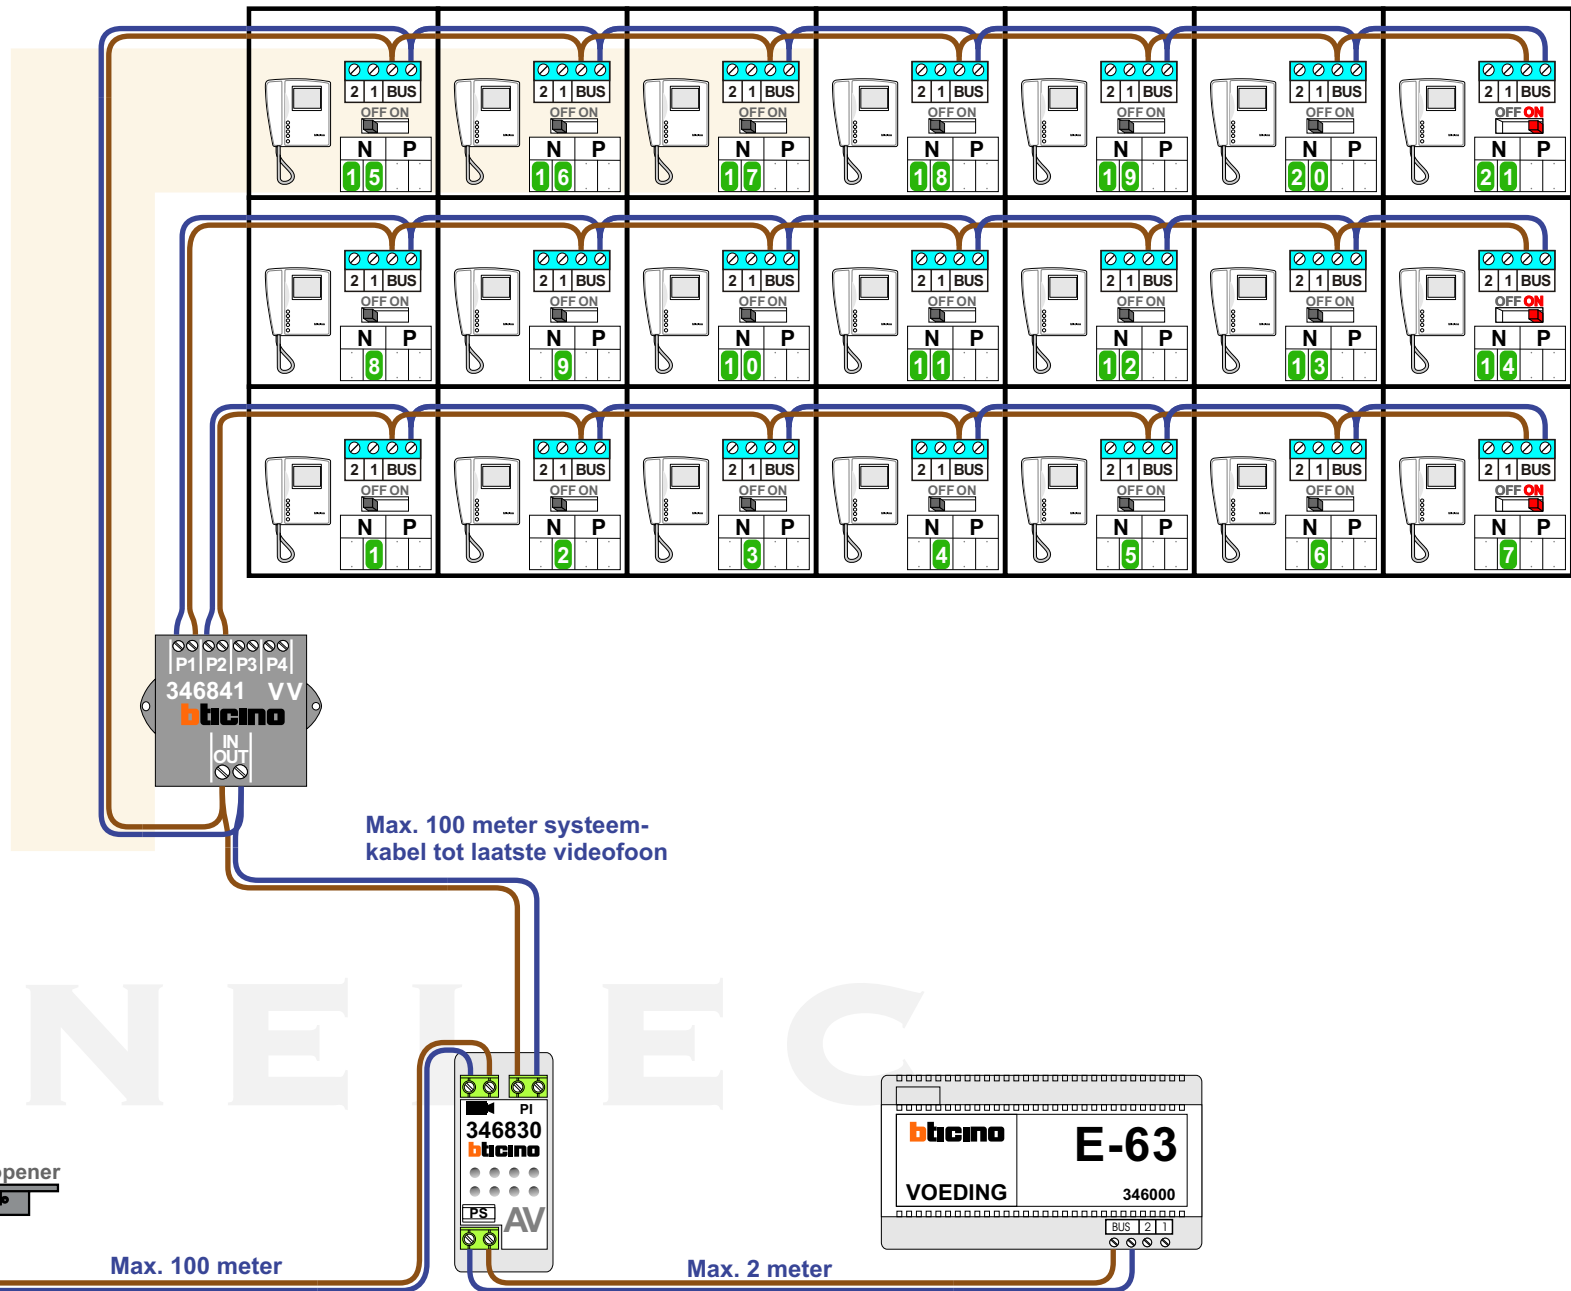 2 1 BUS 2 1 BUS 2 1 BUS 2 1 BUS 2 1 BUS 2 1 BUS 2 1 BUS
OFF ON OFF ON OFF ON OFF ON OFF ON OFF ON OFF ON
N P N P N P N P N P N P N P
15 16 17 18 19 20 21
2 1 BUS 2 1 BUS 2 1 BUS 2 1 BUS 2 1 BUS 2 1 BUS 2 1 BUS
OFF ON OFF ON OFF ON OFF ON OFF ON OFF ON OFF ON
N P N P N P N P N P N P N P
8 9 10 11 12 13 14
2 1 BUS 2 1 BUS 2 1 BUS 2 1 BUS 2 1 BUS 2 1 BUS 2 1 BUS
OFF ON OFF ON OFF ON OFF ON OFF ON OFF ON OFF ON
N P N P N P N P N P N P N P
1 2 3 4 5 6 7
P1 P2 P3 P4
346841 VV
bticino
IN
OUT
Max. 100 meter systeem-
kabel tot laatste videofoon
NELEC
PI
346830
bticino
PS
AV
bticino
E-63
VOEDING
346000
BUS 2 1
pener
Max. 100 meter
Max. 2 meter